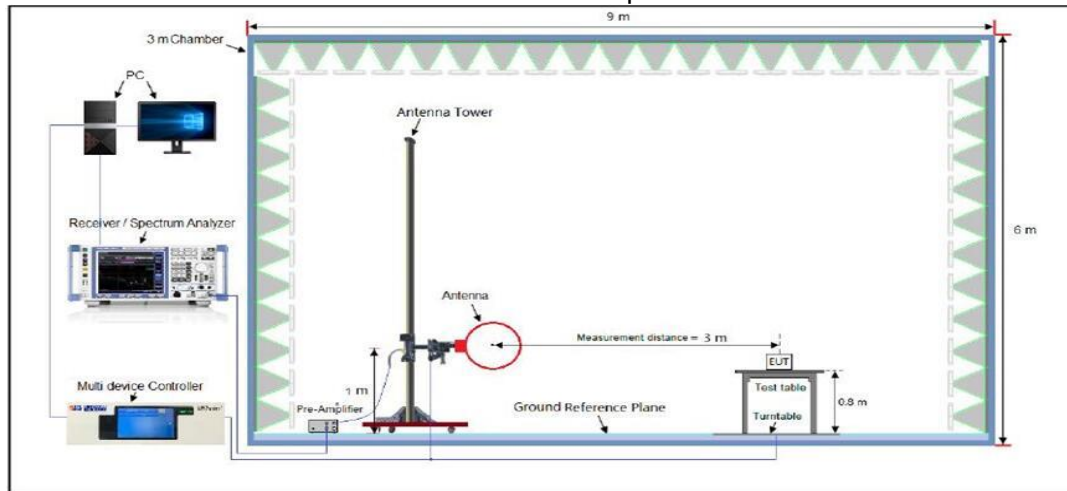 9 m
3 m Chamber
PC
Antenna Tower
Receiver / Spectrum Analyzer
6 m
Antenna
Measurement distance = 3 m
EUT
1 m
Multi device Controller
Test table
0.8 m
Pre-Amplifier
Ground Reference Plane
Turntable